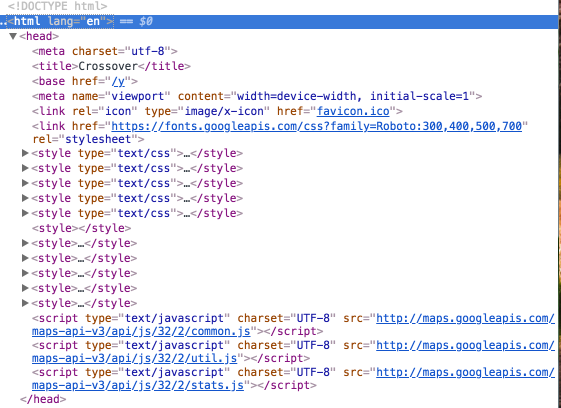 <!DOCTYPE html>
…<html lang="en"> == $0
▼<head>
<meta charset="utf-8">
<title>Crossover</title>
<base href="/y">
<meta name="viewport" content="width=device-width, initial-scale=1">
<link rel="icon" type="image/x-icon" href="favicon.ico">
<link href="https://fonts.googleapis.com/css?family=Roboto:300,400,500,700"
rel="stylesheet">
▶<style type="text/css">…</style>
▶<style type="text/css">…</style>
▶<style type="text/css">…</style>
▶<style type="text/css">…</style>
▶<style type="text/css">…</style>
<style></style>
▶<style>…</style>
▶<style>…</style>
▶<style>…</style>
▶<style>…</style>
▶<style>…</style>
<script type="text/javascript" charset="UTF-8" src="http://maps.googleapis.com/
maps-api-v3/api/js/32/2/common.js"></script>
<script type="text/javascript" charset="UTF-8" src="http://maps.googleapis.com/
maps-api-v3/api/js/32/2/util.js"></script>
<script type="text/javascript" charset="UTF-8" src="http://maps.googleapis.com/
maps-api-v3/api/js/32/2/stats.js"></script>
</head>